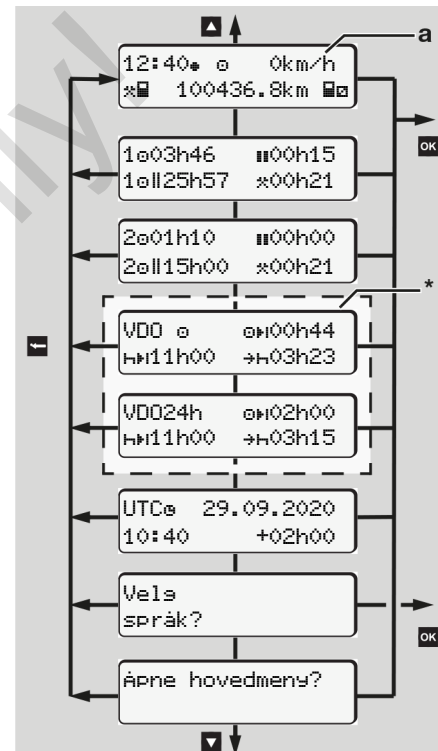 12:40 0km/h
100436.8km
a
OK
1 03h46 00h15
1 25h57 00h21
2 01h10 00h00
2 15h00 00h21
*
VDO 00h44
11h00 03h23
VDO24h 02h00
11h00 03h15
UTC 29.09.2020
10:40 +02h00
Velg
språk?
OK
Åpne hovedmeny?